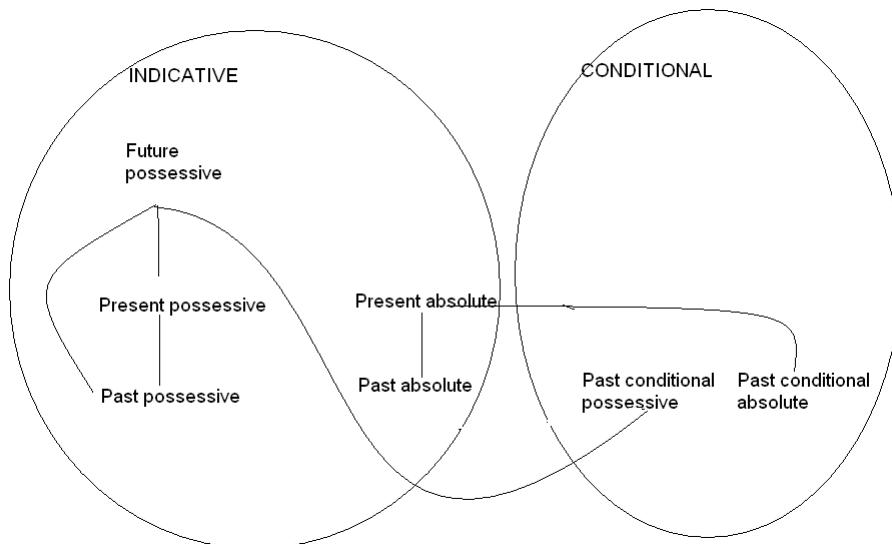 INDICATIVE
CONDITIONAL
Future
possessive
Present possessive
Present absolute
Past possessive
Past absolute
Past conditional
possessive
Past conditional
absolute